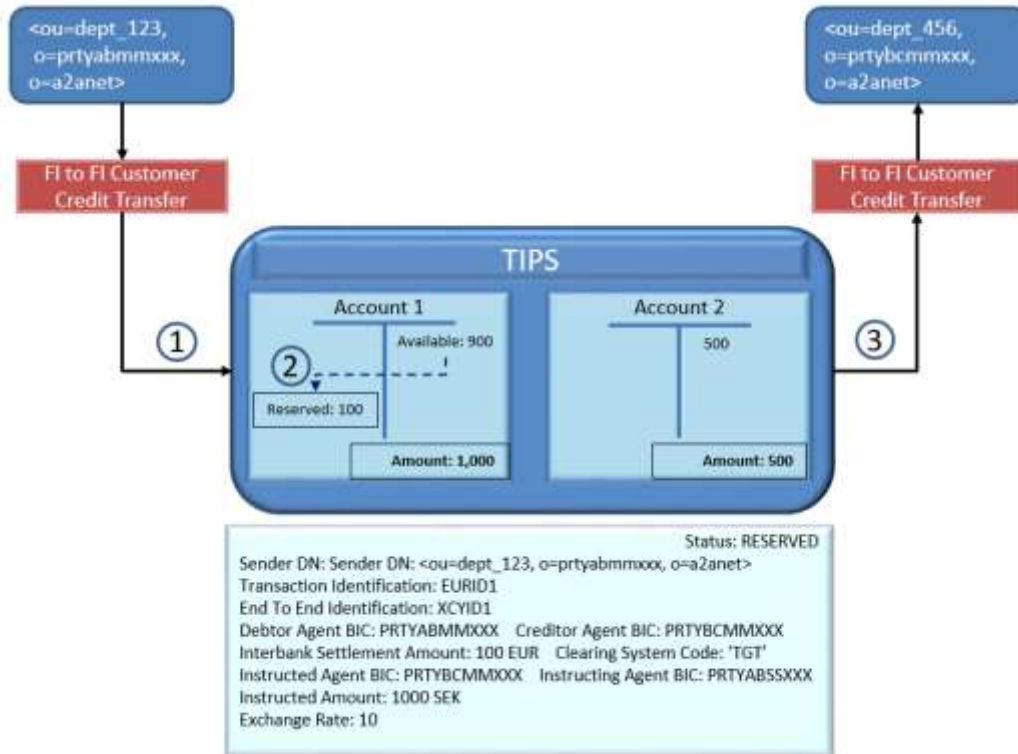 <ou=dept_123,
o=prtyabmmxxx,
o=a2anet>
<ou=dept_456,
o=prtybcmmxxx,
o=a2anet>
FI to FI Customer
Credit Transfer
FI to FI Customer
Credit Transfer
TIPS
Account 1
Available: 900
Reserved: 100
Amount: 1,000
Account 2
500
Amount: 500
1
2
3
Status: RESERVED
Sender DN: Sender DN: <ou=dept_123, o=prtyabmmxxx, o=a2anet>
Transaction Identification: EURID1
End To End Identification: XCYID1
Debtor Agent BIC: PRTYABMMXXX Creditor Agent BIC: PRTYBCMMXXX
Interbank Settlement Amount: 100 EUR Clearing System Code: 'TGT'
Instructed Agent BIC: PRTYBCMMXXX Instructing Agent BIC: PRTYABSSXXX
Instructed Amount: 1000 SEK
Exchange Rate: 10